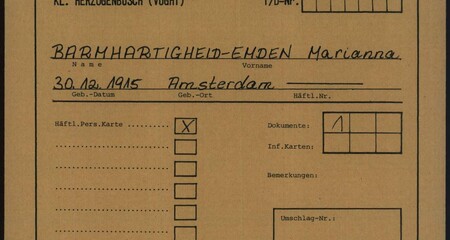 KL. HERZOGENBUSCH (VUGHT) T/D-Nr.
BARMHARTIGHEID-EMDEN Marianna
Name Vorname
30.12.1915 Amsterdam
Geb.-Datum Geb.-Ort Häftl.Nr.
Häftl.Pers.Karte .......... X Dokumente: 1
Inf.Karten:
Bemerkungen:
Umschlag-Nr.: